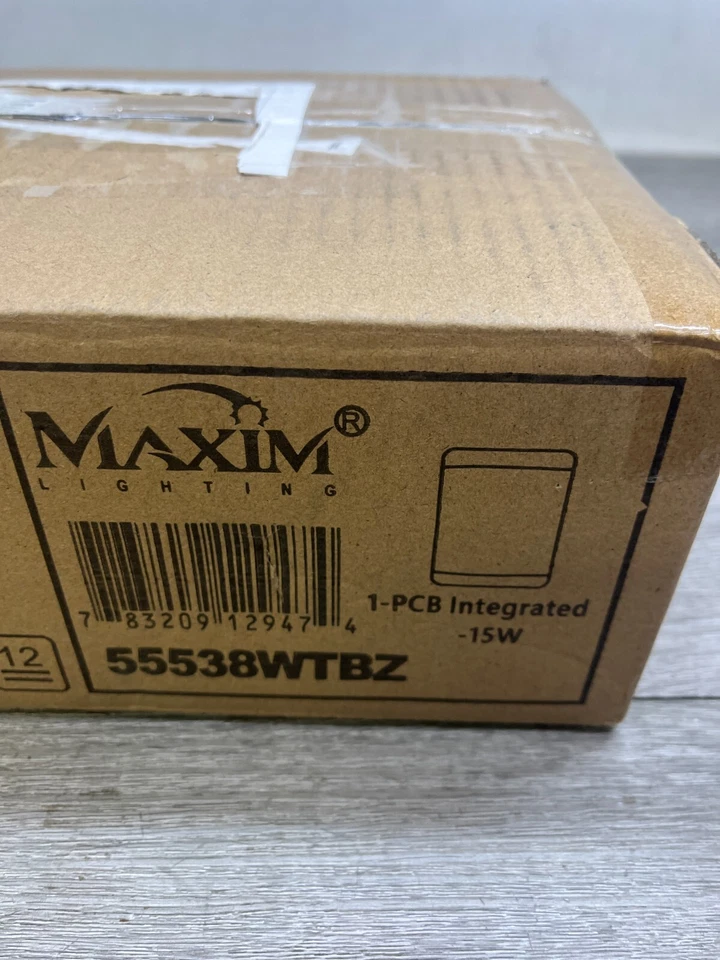 MAXIM®
LIGHTING
7 83209 12947 4
55538WTBZ
1-PCB Integrated
-15W
12